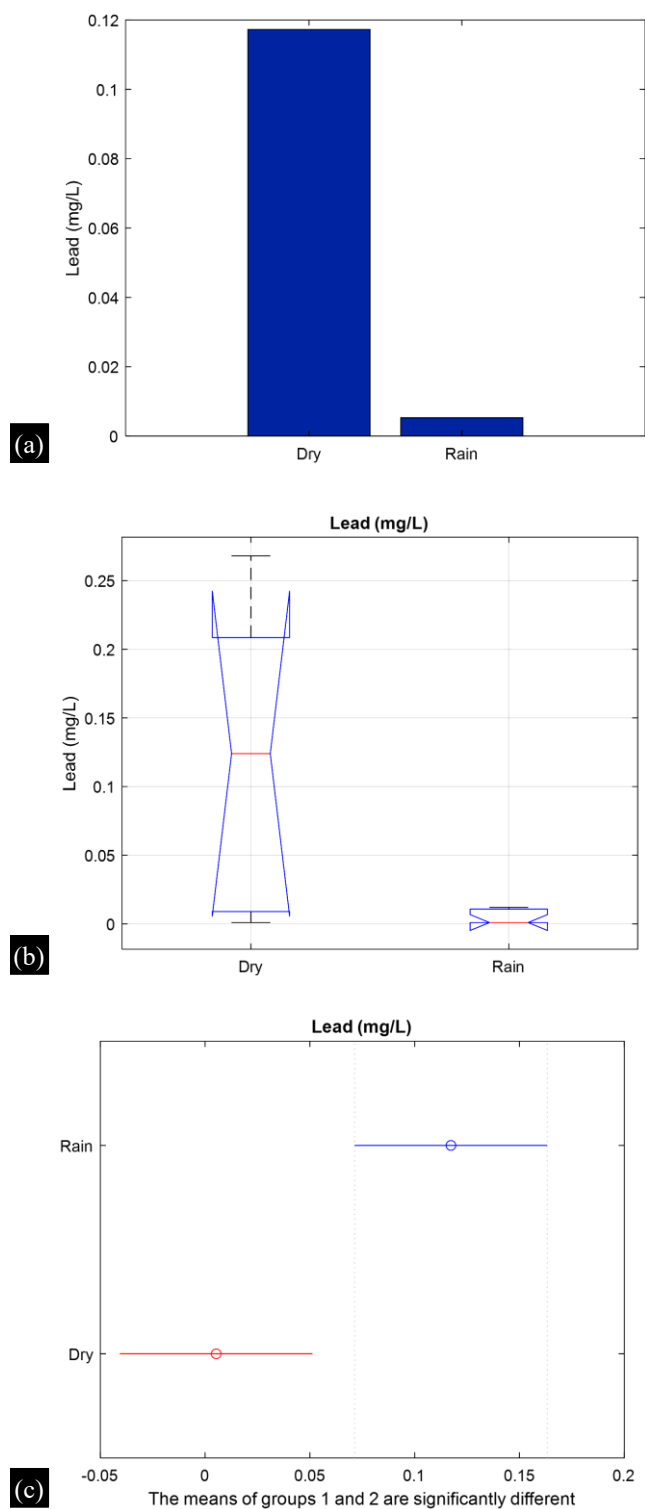 0.12
0.1
0.08
0.06
0.04
0.02
0
Lead (mg/L)
Dry Rain
(a)
Lead (mg/L)
0.25
0.2
0.15
0.1
0.05
0
Lead (mg/L)
Dry Rain
(b)
Lead (mg/L)
Rain
Dry
-0.05 0 0.05 0.1 0.15 0.2
The means of groups 1 and 2 are significantly different
(c)